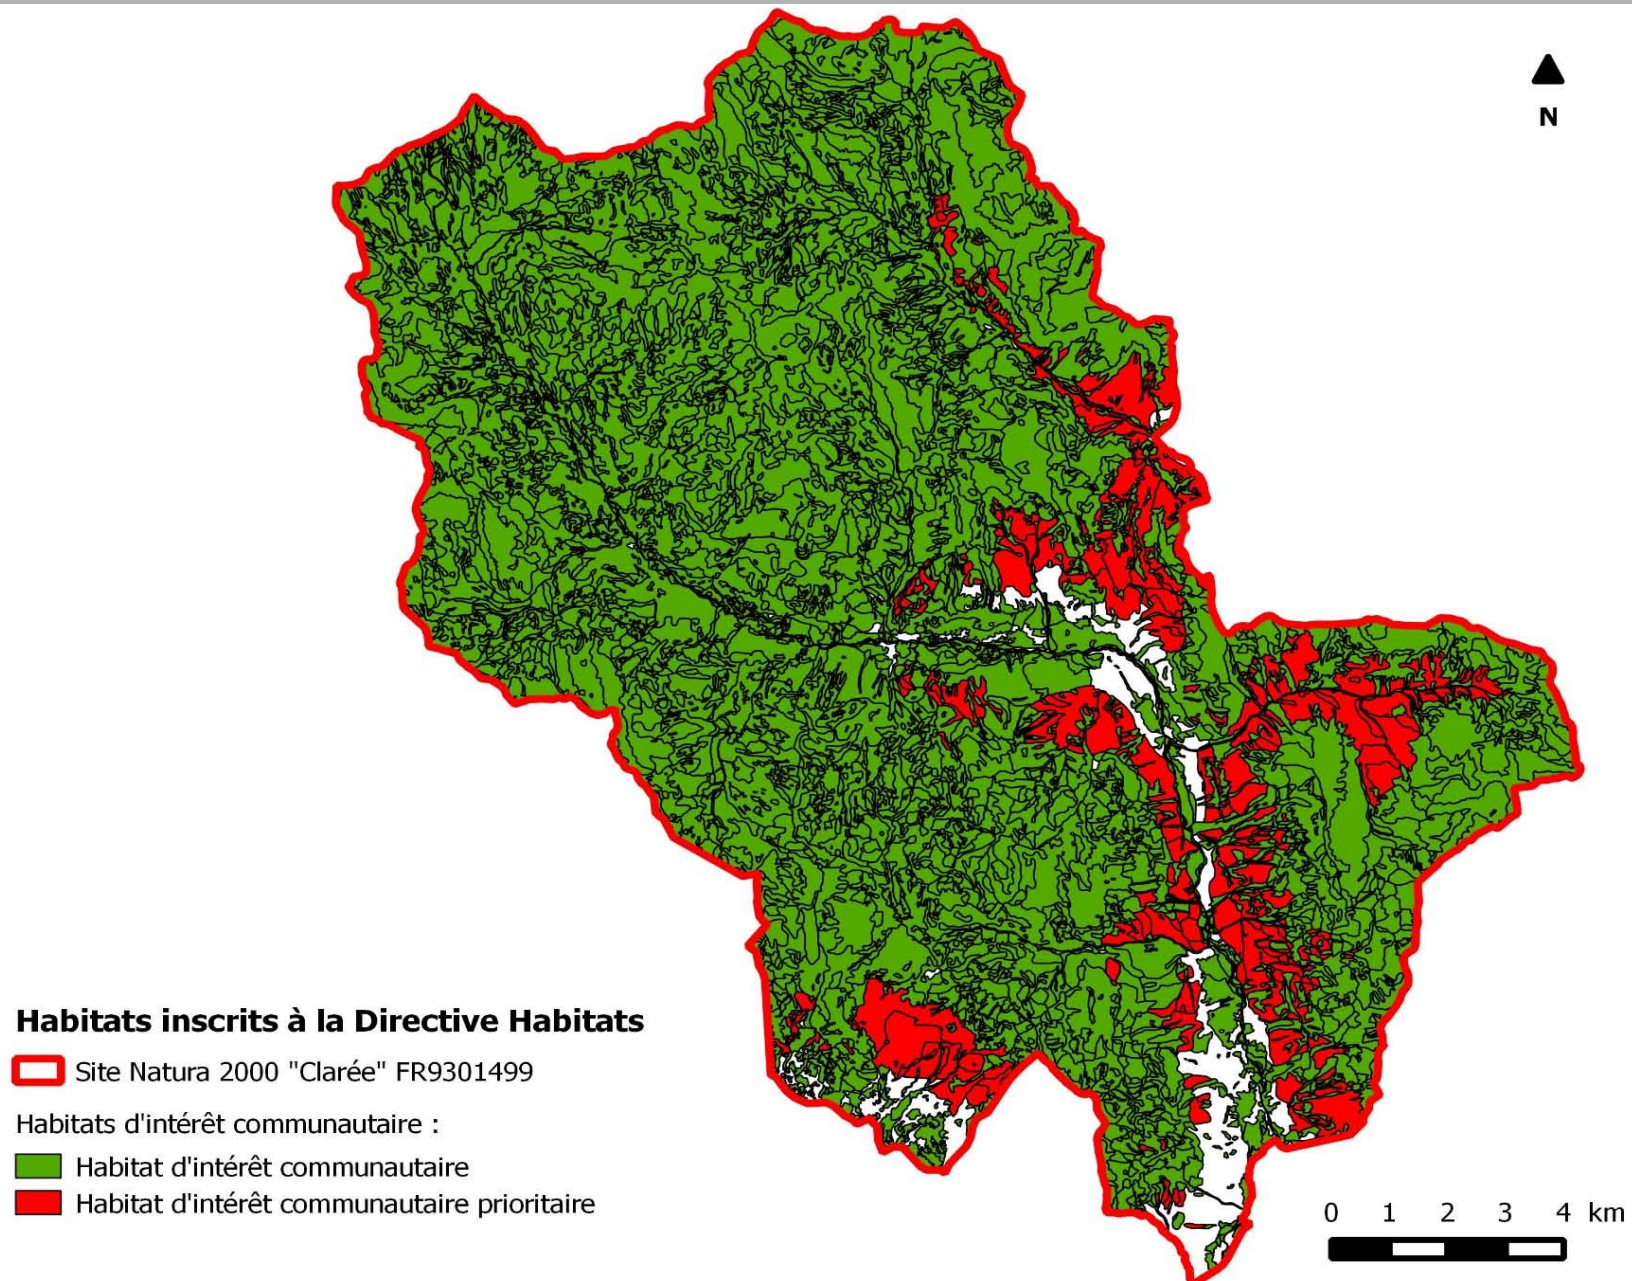 N
Habitats inscrits à la Directive Habitats
Site Natura 2000 "Clarée" FR9301499
Habitats d'intérêt communautaire :
Habitat d'intérêt communautaire
Habitat d'intérêt communautaire prioritaire
0 1 2 3 4 km